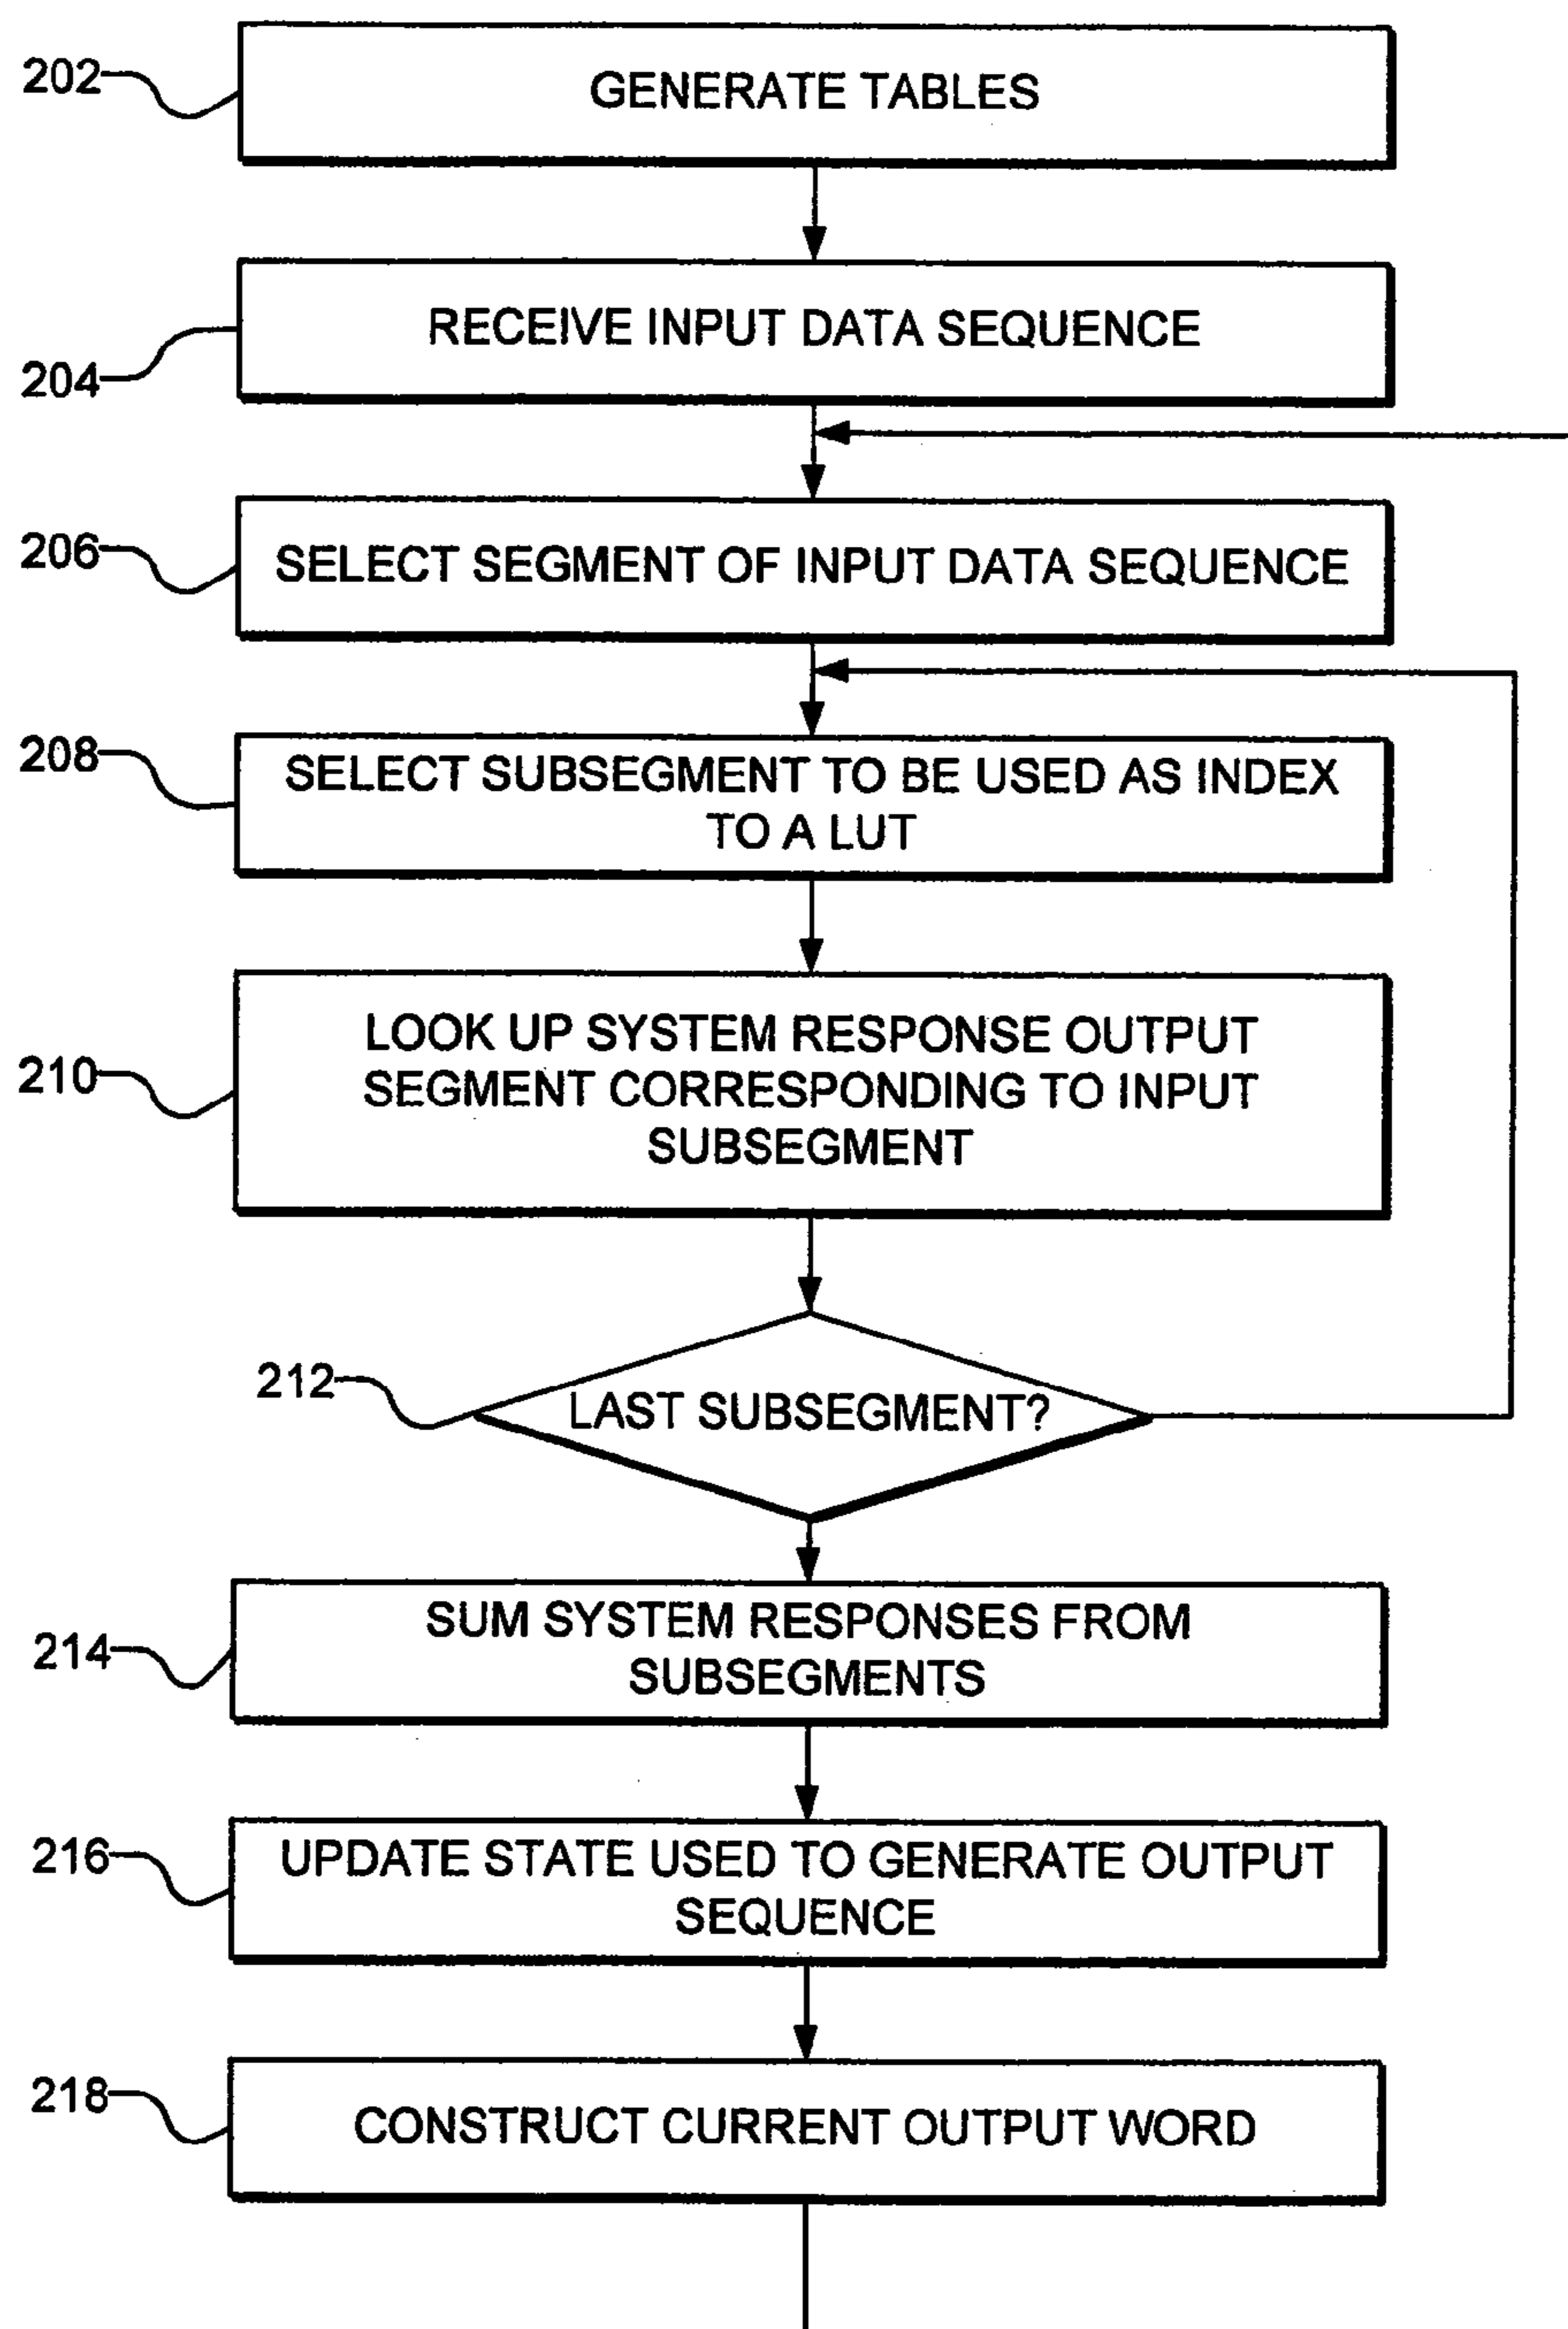 202
GENERATE TABLES
204
RECEIVE INPUT DATA SEQUENCE
206
SELECT SEGMENT OF INPUT DATA SEQUENCE
208
SELECT SUBSEGMENT TO BE USED AS INDEX
TO A LUT
210
LOOK UP SYSTEM RESPONSE OUTPUT
SEGMENT CORRESPONDING TO INPUT
SUBSEGMENT
212
LAST SUBSEGMENT?
214
SUM SYSTEM RESPONSES FROM
SUBSEGMENTS
216
UPDATE STATE USED TO GENERATE OUTPUT
SEQUENCE
218
CONSTRUCT CURRENT OUTPUT WORD